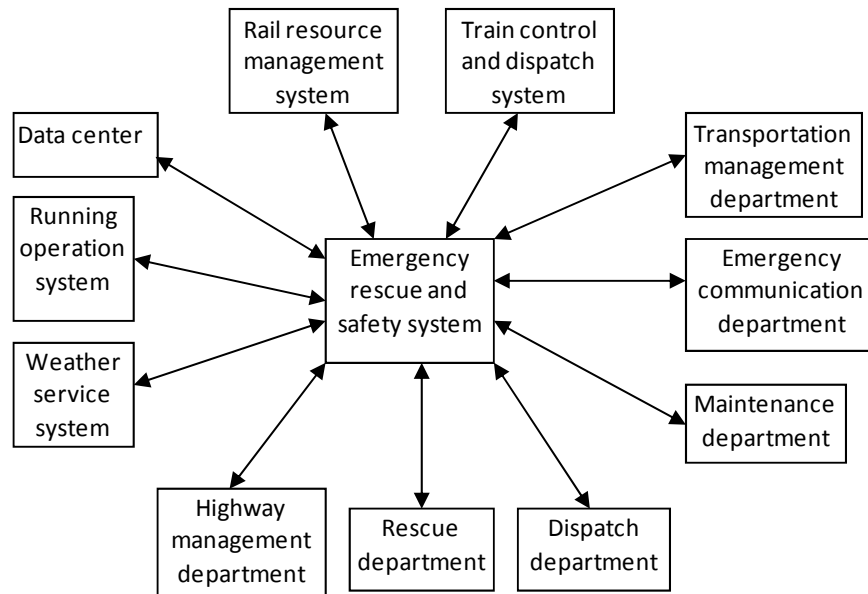 Rail resource
management
system
Train control
and dispatch
system
Data center
Transportation
management
department
Running
operation
system
Emergency
rescue and
safety system
Emergency
communication
department
Weather
service
system
Maintenance
department
Highway
management
department
Rescue
department
Dispatch
department